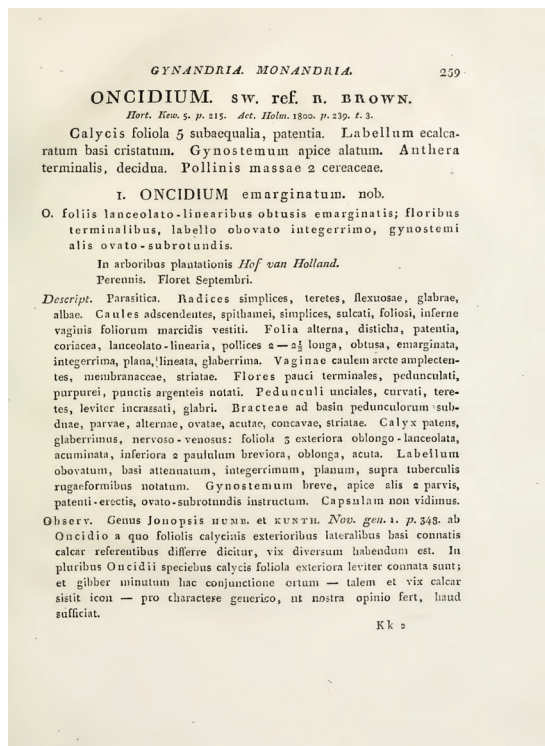 GYNANDRIA. MONANDRIA. 259
ONCIDIUM. sw. ref. R. BROWN.
Hort. Kew. 5. p. 215. Act. Holm. 1800. p. 239. t. 3.
Calycis foliola 5 subaequalia, patentia. Labellum ecalca-
ratum basi cristatum. Gynostemum apice alatum. Anthera
terminalis, decidua. Pollinis massae 2 cereaceae.
1. ONCIDIUM emarginatum. nob.
O. foliis lanceolato-linearibus obtusis emarginatis; floribus
terminalibus, labello obovato integerrimo, gynostemi
alis ovato-subrotundis.
In arboribus plantationis Hof van Holland.
Perennis. Floret Septembri.
Descript. Parasitica. Radices simplices, teretes, flexuosae, glabrae,
albae. Caules adscendentes, spithamei, simplices, sulcati, foliosi, inferne
vaginis foliorum marcidis vestiti. Folia alterna, disticha, patentia,
coriacea, lanceolato-linearia, pollices 2 — 2½ longa, obtusa, emarginata,
integerrima, plana, lineata, glaberrima. Vaginae caulem arcte amplecten-
tes, membranaceae, striatae. Flores pauci terminales, pedunculati,
purpurei, punctis argenteis notati. Pedunculi unciales, curvati, tere-
tes, leviter incrassati, glabri. Bracteae ad basin pedunculorum sub-
duae, parvae, alternae, ovatae, acutae, concavae, striatae. Calyx patens,
glaberrimus, nervoso-venosus: foliola 3 exteriora oblongo-lanceolata,
acuminata, inferiora 2 paululum breviora, oblonga, acuta. Labellum
obovatum, basi attenuatum, integerrimum, planum, supra tuberculis
rugaeformibus notatum. Gynostemum breve, apice alis 2 parvis,
patenti-erectis, ovato-subrotundis instructum. Capsulam non vidimus.
Observ. Genus Jonopsis HUMB. et KUNTH. Nov. gen. 1. p. 348. ab
Oncidio a quo foliolis calycinis exterioribus lateralibus basi connatis
calcar referentibus differre dicitur, vix diversum habendum est. In
pluribus Oncidii speciebus calycis foliola exteriora leviter connata sunt;
et gibber minutum hac conjunctione ortum — talem et vix calcar
sistit icon — pro charactere generico, ut nostra opinio fert, haud
sufficiat.
Kk 2